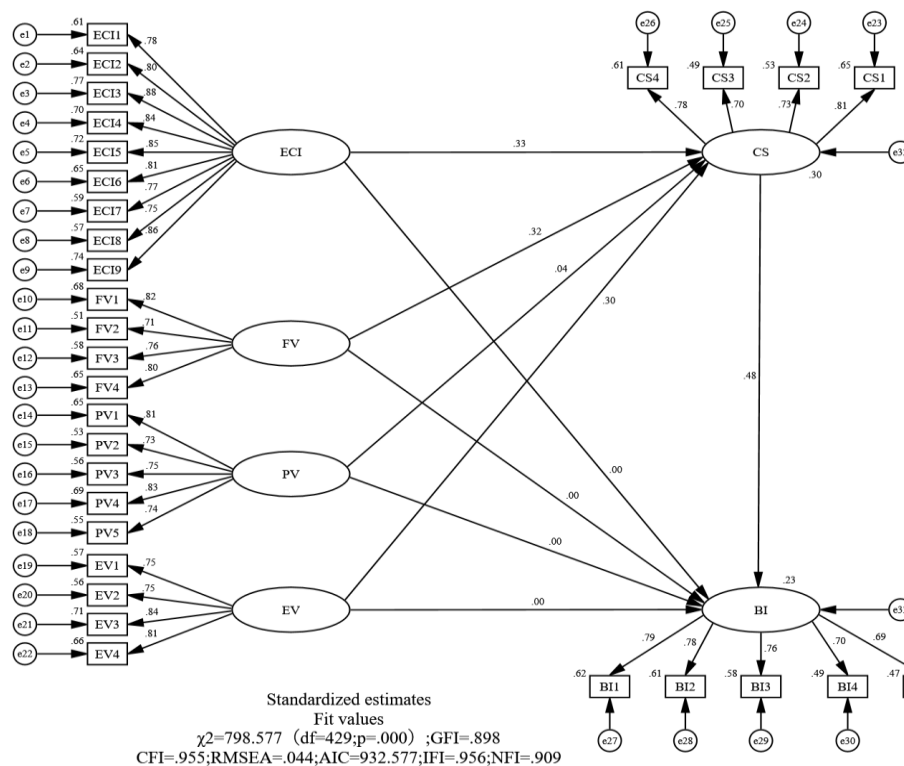 e1 .61 ECI1 .78
e2 .64 ECI2 .80
e3 .77 ECI3 .88
e4 .70 ECI4 .84
e5 .72 ECI5 .85
e6 .65 ECI6 .81
e7 .59 ECI7 .77
e8 .57 ECI8 .75
e9 .74 ECI9 .86
e10 .68 FV1 .82
e11 .51 FV2 .71
e12 .58 FV3 .76
e13 .65 FV4 .80
e14 .65 PV1 .81
e15 .53 PV2 .73
e16 .56 PV3 .75
e17 .69 PV4 .83
e18 .55 PV5 .74
e19 .57 EV1 .75
e20 .56 EV2 .75
e21 .71 EV3 .84
e22 .66 EV4 .81
ECI
FV
PV
EV
e26 e25 e24 e23
.61 CS4 .49 CS3 .53 CS2 .65 CS1
.78 .70 .73 .81
CS
.30
.33
.32
.04
.30
.48
.00
.00
.00
.00
.23
BI
.79 .78 .76 .70 .69
.62 BI1 .61 BI2 .58 BI3 .49 BI4 .47
e27 e28 e29 e30
Standardized estimates
Fit values
χ2=798.577（df=429;p=.000）;GFI=.898
CFI=.955;RMSEA=.044;AIC=932.577;IFI=.956;NFI=.909